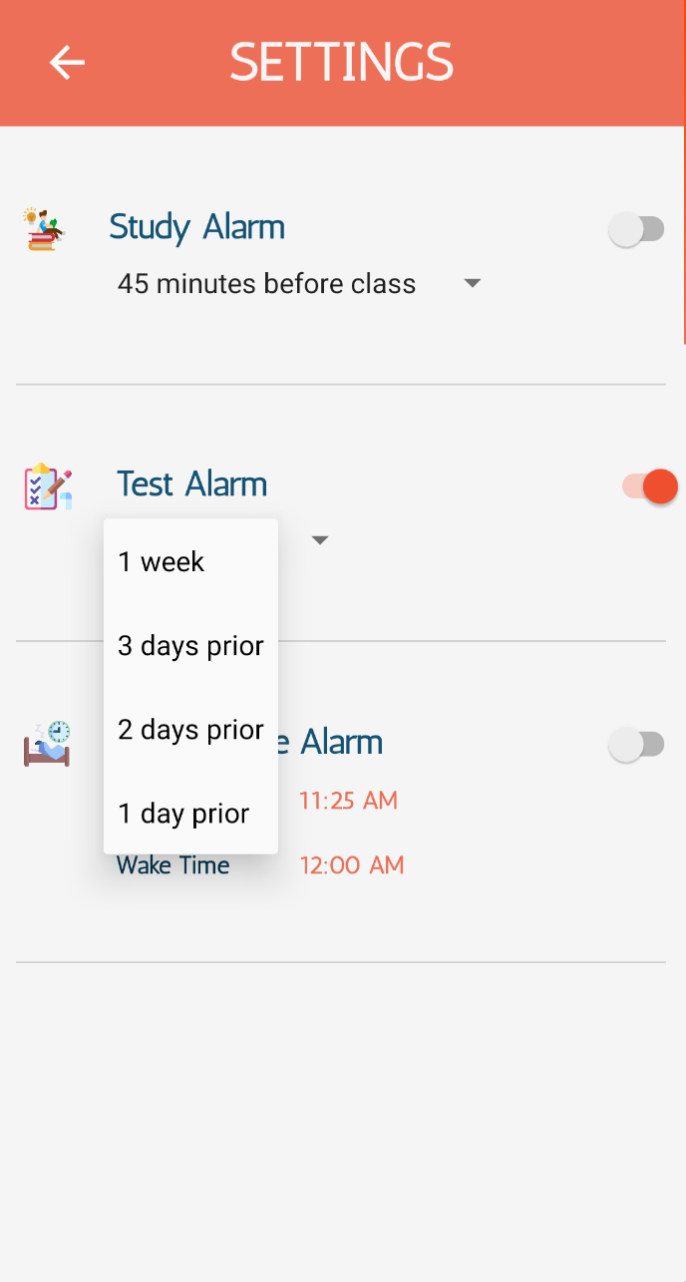 SETTINGS
Study Alarm
45 minutes before class
Test Alarm
1 week
3 days prior
2 days prior
e Alarm
11:25 AM
1 day prior
Wake Time 12:00 AM